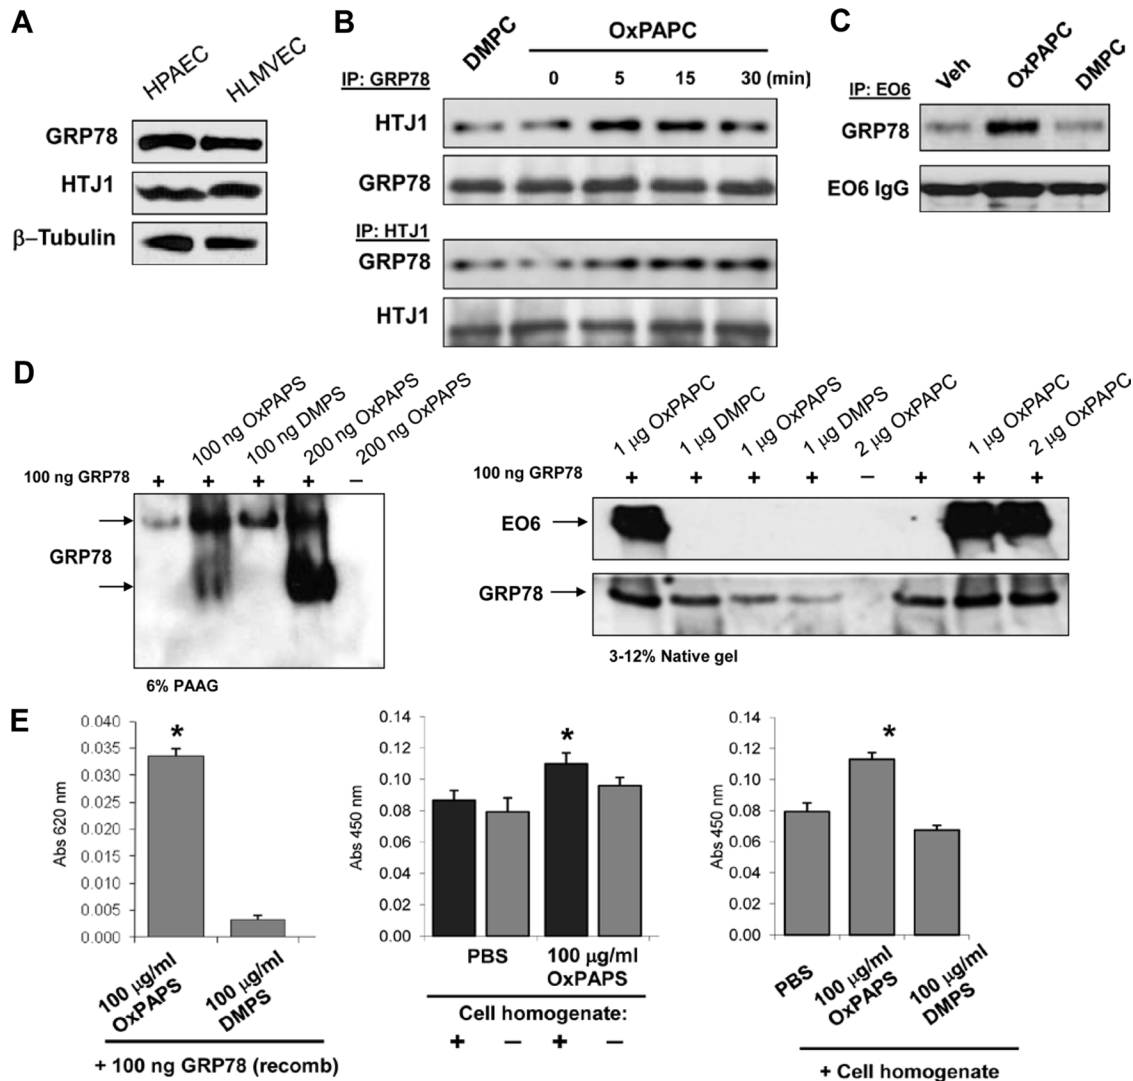 A
HPAEC
HLMVEC
GRP78
HTJ1
β–Tubulin
B
DMPC
OxPAPC
IP: GRP78
0 5 15 30 (min)
HTJ1
GRP78
IP: HTJ1
GRP78
HTJ1
C
Veh
OxPAPC
DMPC
IP: EO6
GRP78
EO6 IgG
D
100 ng OxPAPS
100 ng DMPS
200 ng OxPAPS
200 ng OxPAPS
100 ng GRP78 + + + + –
GRP78
6% PAAG
1 µg OxPAPC
1 µg DMPC
1 µg OxPAPS
1 µg DMPS
2 µg OxPAPC
1 µg OxPAPC
2 µg OxPAPC
100 ng GRP78 + + + + – + + +
EO6
GRP78
3-12% Native gel
E
Abs 620 nm
0.040
0.035
0.030
0.025
0.020
0.015
0.010
0.005
0.000
*
100 µg/ml
OxPAPS
100 µg/ml
DMPS
+ 100 ng GRP78 (recomb)
Abs 450 nm
0.14
0.12
0.10
0.08
0.06
0.04
0.02
0.00
*
PBS
100 µg/ml
OxPAPS
Cell homogenate:
+ – + –
Abs 450 nm
0.14
0.12
0.10
0.08
0.06
0.04
0.02
0.00
*
PBS
100 µg/ml
OxPAPS
100 µg/ml
DMPS
+ Cell homogenate